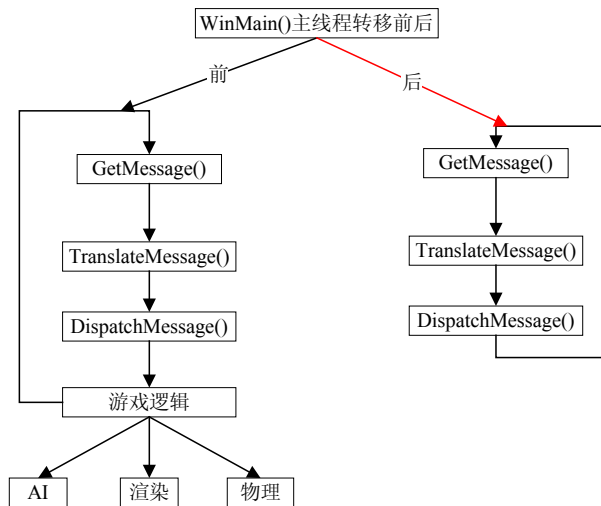 WinMain()主线程转移前后
前
后
GetMessage()
GetMessage()
TranslateMessage()
TranslateMessage()
DispatchMessage()
DispatchMessage()
游戏逻辑
AI
渲染
物理